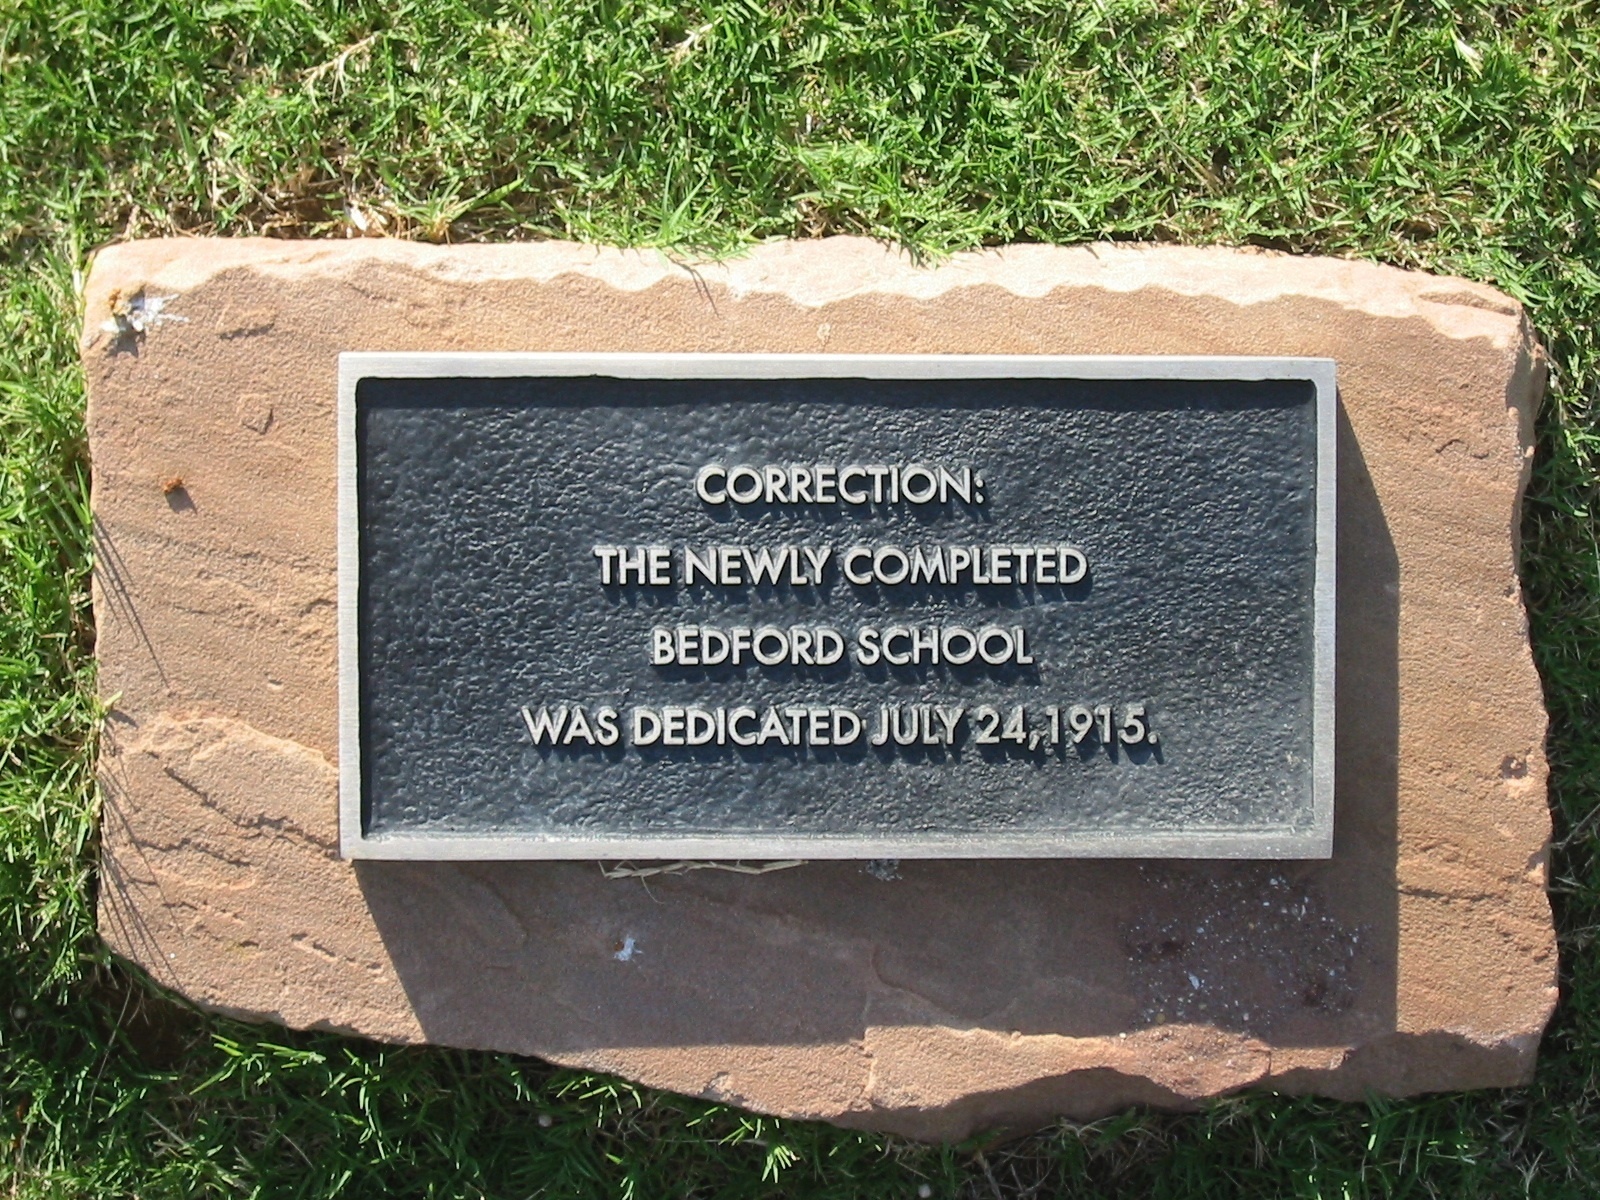 CORRECTION:
THE NEWLY COMPLETED
BEDFORD SCHOOL
WAS DEDICATED JULY 24,1915.